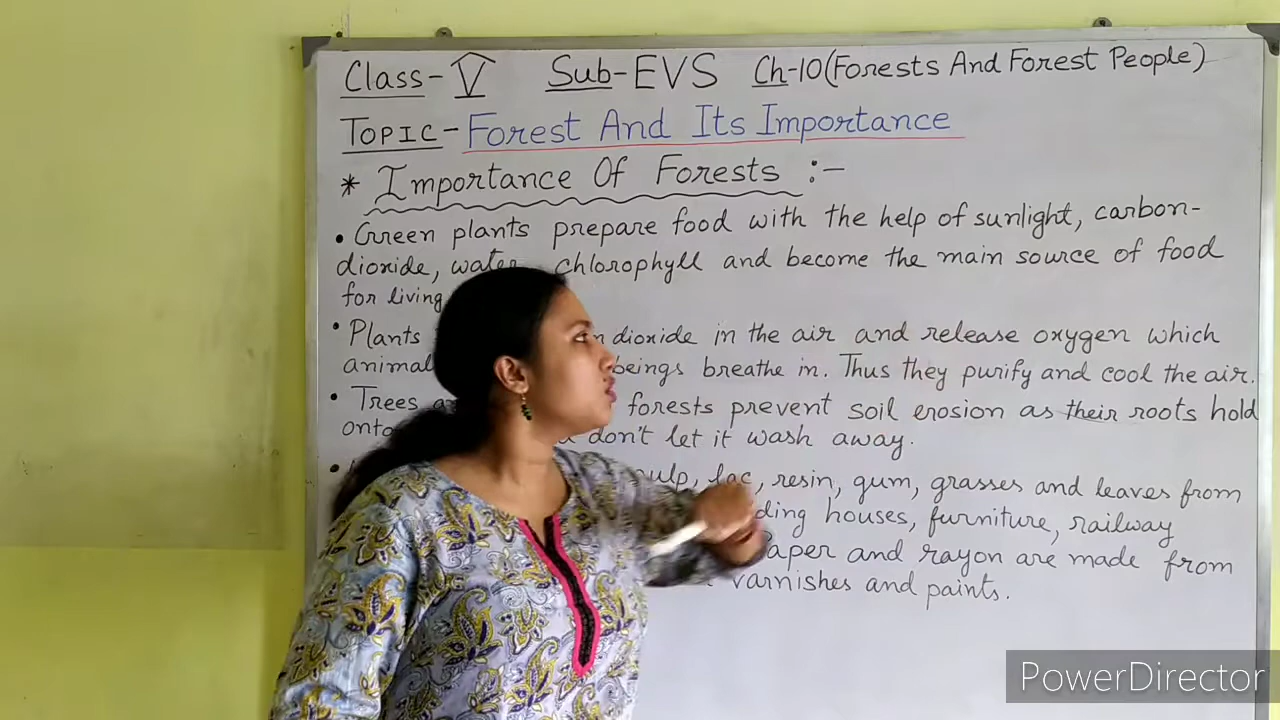 Class-V Sub-EVS Ch-10(Forests And Forest People)
Topic-Forest And Its Importance
* Importance Of Forests :-
• Green plants prepare food with the help of sunlight, carbon-
dioxide, water chlorophyll and become the main source of food
for living
• Plants dioxide in the air and release oxygen which
beings breathe in. Thus they purify and cool the air.
• Trees forests prevent soil erosion as their roots hold
onto don't let it wash away.
• lac, resin, gum, grasses and leaves from
houses, furniture, railway
Paper and rayon are made from
varnishes and paints.
PowerDirector